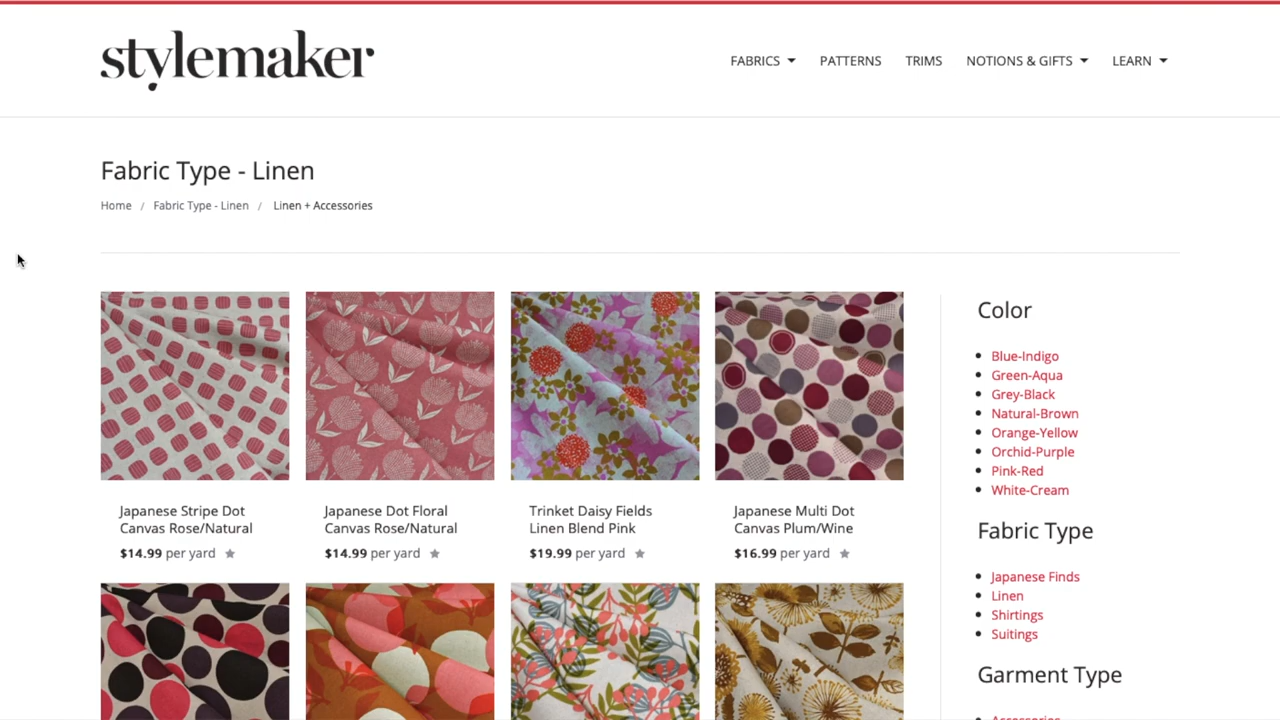 stylemaker
FABRICS PATTERNS TRIMS NOTIONS & GIFTS LEARN
Fabric Type - Linen
Home / Fabric Type - Linen / Linen + Accessories
Japanese Stripe Dot
Canvas Rose/Natural
$14.99 per yard
Japanese Dot Floral
Canvas Rose/Natural
$14.99 per yard
Trinket Daisy Fields
Linen Blend Pink
$19.99 per yard
Japanese Multi Dot
Canvas Plum/Wine
$16.99 per yard
Color
Blue-Indigo
Green-Aqua
Grey-Black
Natural-Brown
Orange-Yellow
Orchid-Purple
Pink-Red
White-Cream
Fabric Type
Japanese Finds
Linen
Shirtings
Suitings
Garment Type